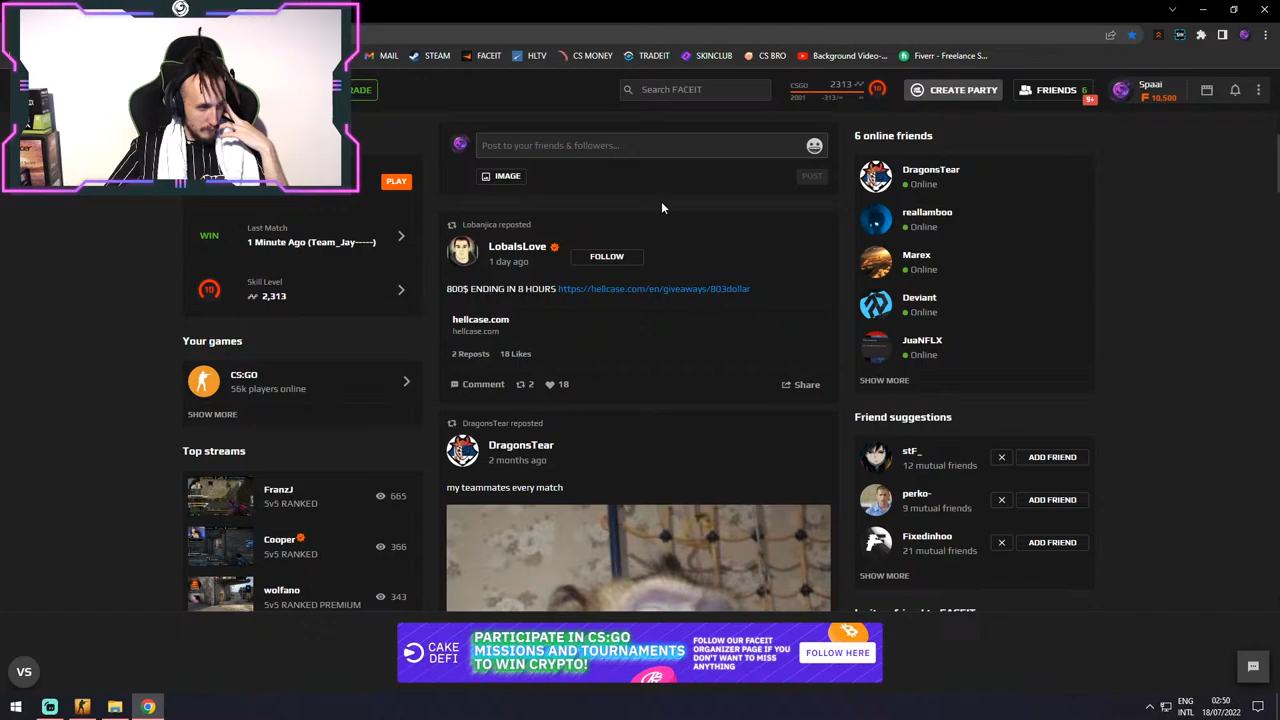 MAIL STEAM FACEIT HLTV CS MONEY TRADEIT SKINCLUB CS BRO Background Video-... Fiverr - Freelance S...
RADE
Search FACEIT
CSGO 2313
2001 -313/∞
10
CREATE PARTY
FRIENDS 6
9+
Spaai
10,500
Post to your friends & followers...
IMAGE
POST
PLAY
WIN
Last Match
1 Minute Ago (Team_Jay-----)
10
Skill Level
2,313
Your games
CS:GO
56k players online
SHOW MORE
Top streams
FranzJ
5v5 RANKED
665
Cooper
5v5 RANKED
366
wolfano
5v5 RANKED PREMIUM
343
Lobanjica reposted
LobalsLove
1 day ago
FOLLOW
800$ ENDING IN 8 HOURS https://hellcase.com/en/giveaways/803dollar
hellcase.com
hellcase.com
2 Reposts 18 Likes
Comment 2 18 Share
DragonsTear reposted
DragonsTear
2 months ago
my teammates every match
6 online friends
DragonsTear
Online
reallamboo
Online
Marex
Online
Deviant
Online
JuaNFLX
Online
SHOW MORE
Friend suggestions
stF_
12 mutual friends
ADD FRIEND
perko-
9 mutual friends
ADD FRIEND
Fixedinhoo
21 mutual friends
ADD FRIEND
SHOW MORE
CAKE
DEFI
PARTICIPATE IN CS:GO
MISSIONS AND TOURNAMENTS
TO WIN CRYPTO!
FOLLOW OUR FACEIT
ORGANIZER PAGE IF YOU
DON'T WANT TO MISS
ANYTHING
FOLLOW HERE
VS
ENG
INTL
02:50
18/07/2022